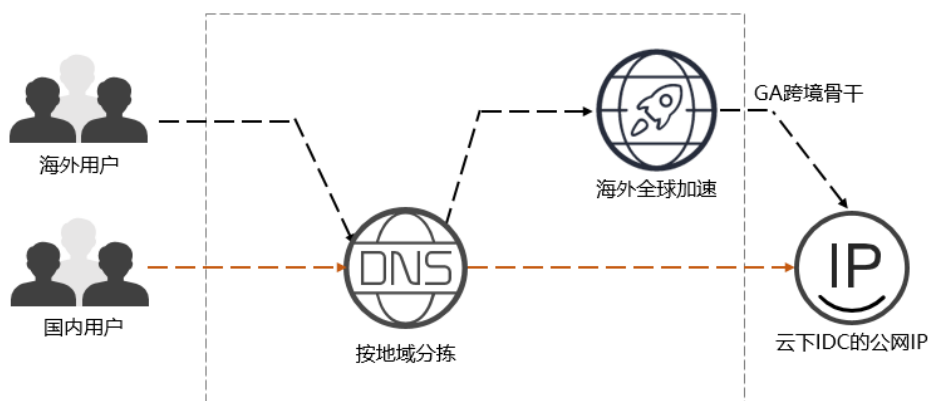 GA跨境骨干
海外用户
海外全球加速
DNS
IP
国内用户
按地域分拣
云下IDC的公网IP